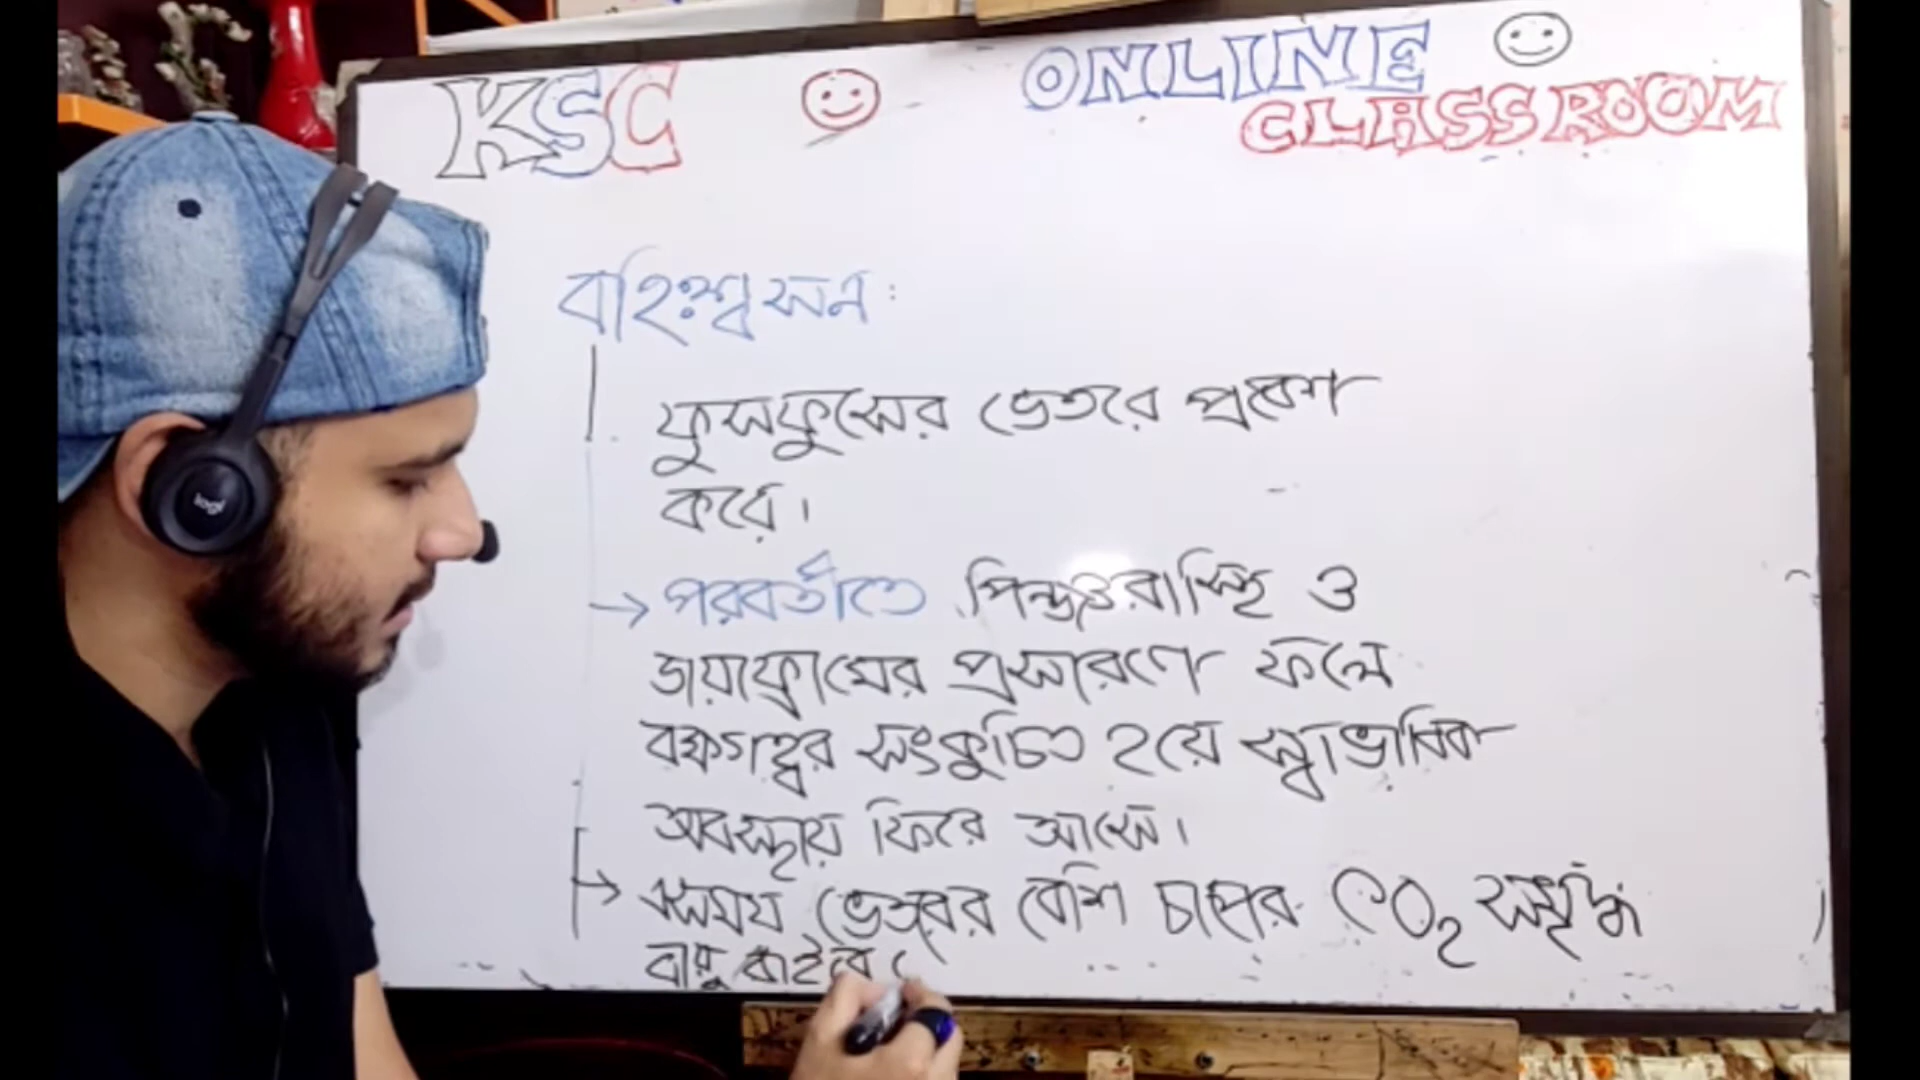 KSC
ONLINE
CLASSROOM
logi
বহিঃশ্বসন:
ফুসফুসের ভেতরে প্রবেশ
করে।
→ পরবর্তীতে পিঞ্জরাস্থি ও
ডায়াফ্রামের প্রসারণে ফলে
বক্ষগহ্বর সংকুচিত হয়ে স্বাভাবিক
অবস্থায় ফিরে আসে।
→ এসময় ভেতরের বেশি চাপের CO₂ সমৃদ্ধ
বায়ু বাইরে